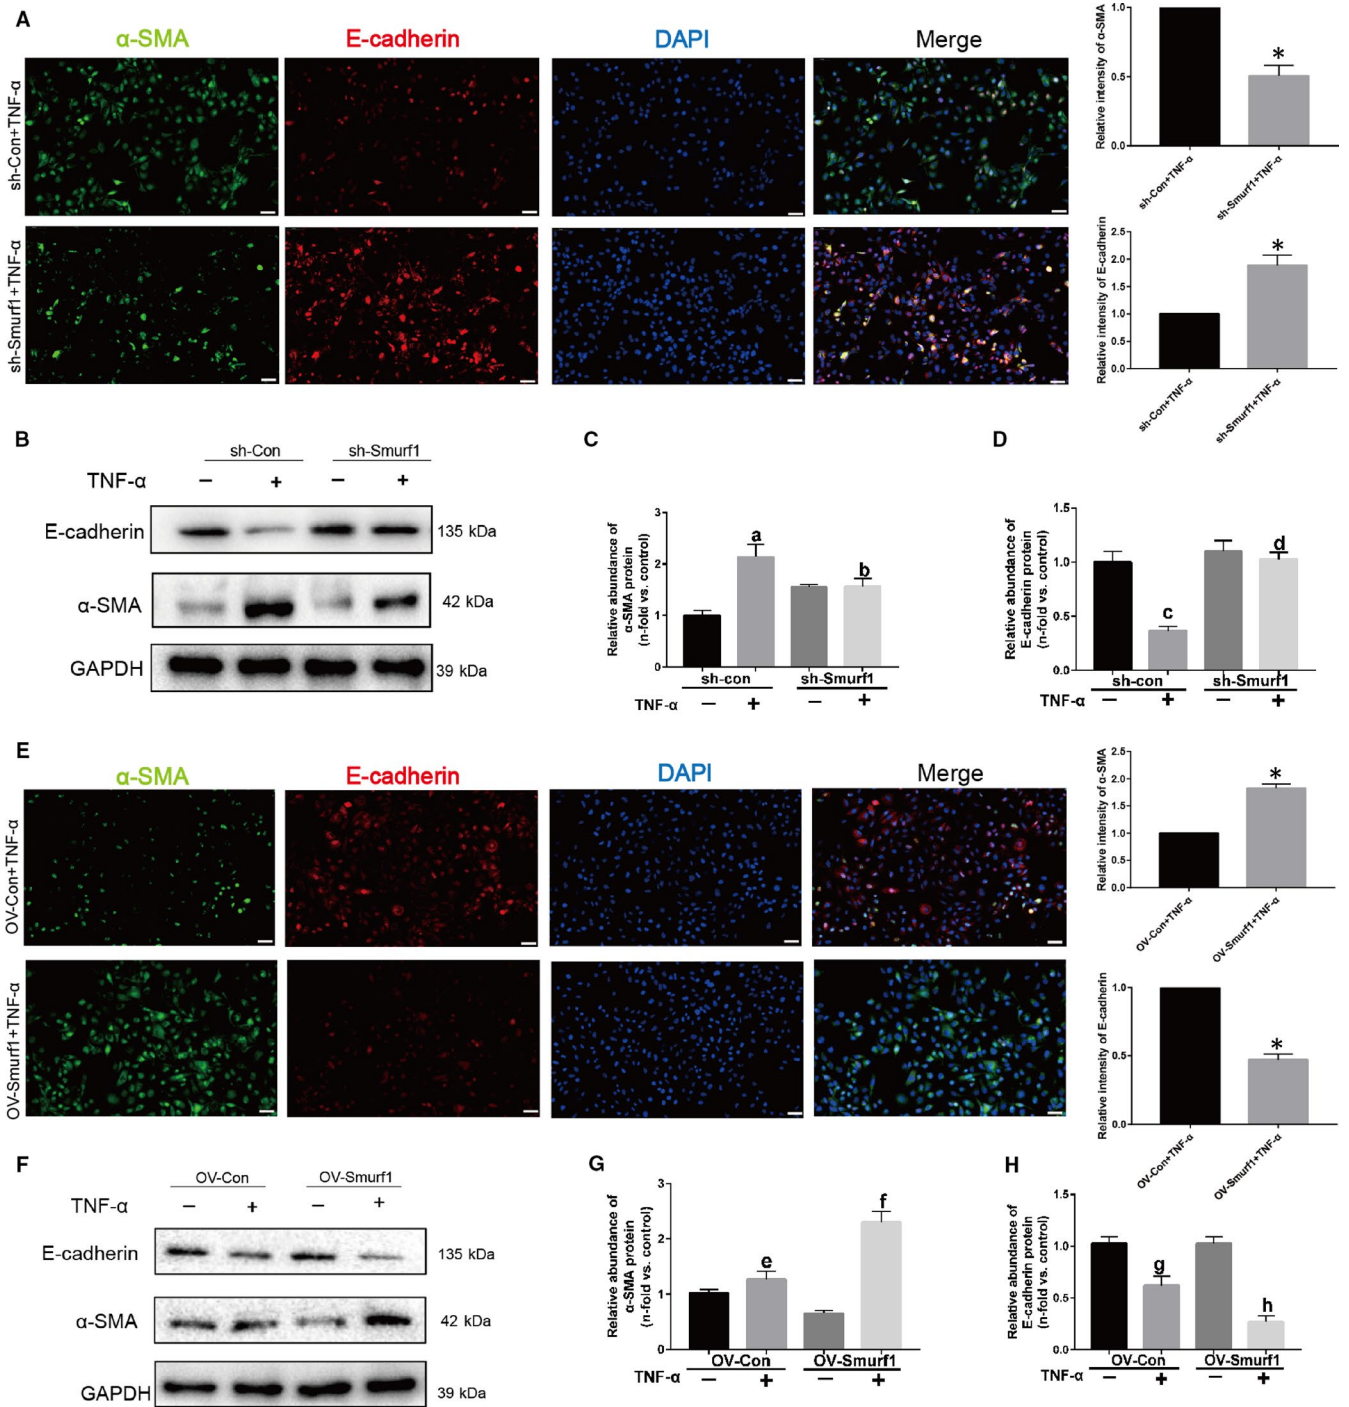 A
α-SMA E-cadherin DAPI Merge
sh-Con+TNF-α
sh-Smurf1+TNF-α
Relative intensity of α-SMA
1.0
0.5
0.0
*
sh-Con+TNF-α
sh-Smurf1+TNF-α
Relative intensity of E-cadherin
2.5
2.0
1.5
1.0
0.5
0.0
*
sh-Con+TNF-α
sh-Smurf1+TNF-α
B
sh-Con sh-Smurf1
TNF-α − + − +
E-cadherin 135 kDa
α-SMA 42 kDa
GAPDH 39 kDa
C
Relative abundance of
α-SMA protein
(n-fold vs. control)
3
2
1
0
a
b
sh-con sh-Smurf1
TNF-α − + − +
D
Relative abundance of
E-cadherin protein
(n-fold vs. control)
1.5
1.0
0.5
0.0
c
d
sh-con sh-Smurf1
TNF-α − + − +
E
α-SMA E-cadherin DAPI Merge
OV-Con+TNF-α
OV-Smurf1+TNF-α
Relative intensity of α-SMA
2.5
2.0
1.5
1.0
0.5
0.0
*
OV-Con+TNF-α
OV-Smurf1+TNF-α
Relative intensity of E-cadherin
1.0
0.5
0.0
*
OV-Con+TNF-α
OV-Smurf1+TNF-α
F
OV-Con OV-Smurf1
TNF-α − + − +
E-cadherin 135 kDa
α-SMA 42 kDa
GAPDH 39 kDa
G
Relative abundance of
α-SMA protein
(n-fold vs. control)
3
2
1
0
e
f
OV-Con OV-Smurf1
TNF-α − + − +
H
Relative abundance of
E-cadherin protein
(n-fold vs. control)
1.5
1.0
0.5
0.0
g
h
OV-Con OV-Smurf1
TNF-α − + − +